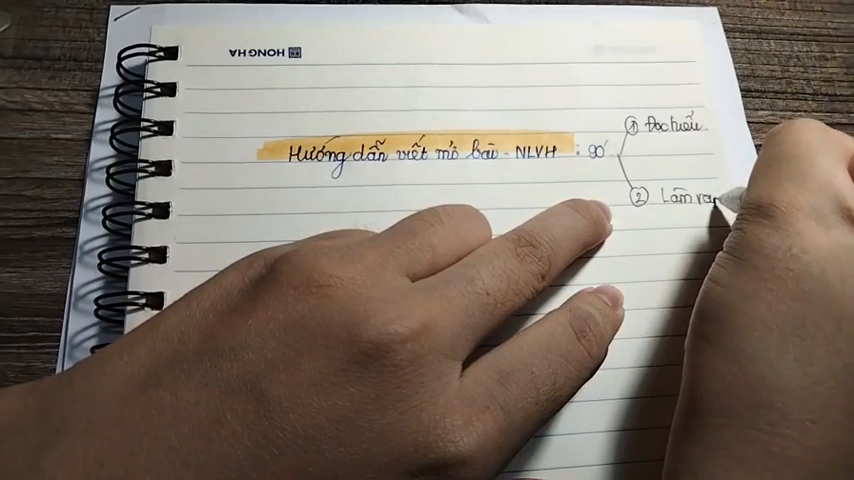 HONG HA
① Đọc hiểu.
Hướng dẫn viết mở bài - NLVH : 90'
② Làm văn